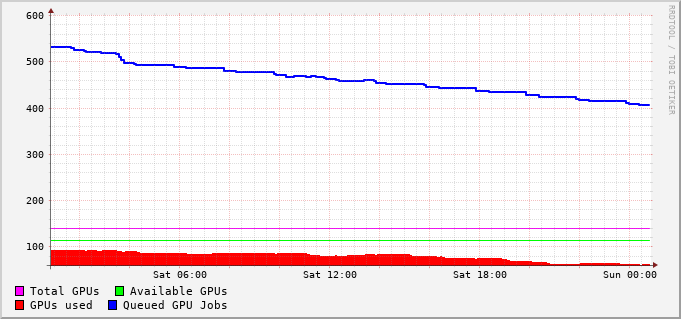 600
500
400
300
200
100
Sat 06:00 Sat 12:00 Sat 18:00 Sun 00:00
Total GPUs Available GPUs
GPUs used Queued GPU Jobs
RRDTOOL / TOBI OETIKER